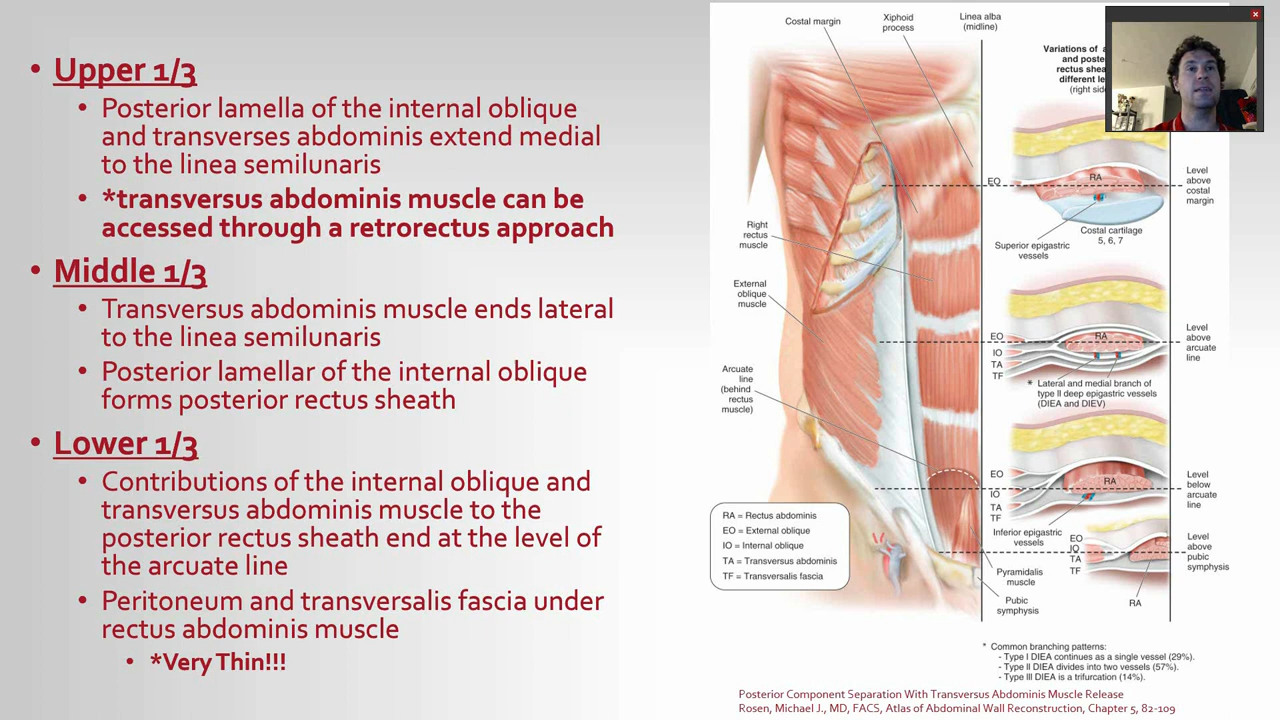 • Upper 1/3
• Posterior lamella of the internal oblique
and transverses abdominis extend medial
to the linea semilunaris
• *transversus abdominis muscle can be
accessed through a retrorectus approach
• Middle 1/3
• Transversus abdominis muscle ends lateral
to the linea semilunaris
• Posterior lamellar of the internal oblique
forms posterior rectus sheath
• Lower 1/3
• Contributions of the internal oblique and
transversus abdominis muscle to the
posterior rectus sheath end at the level of
the arcuate line
• Peritoneum and transversalis fascia under
rectus abdominis muscle
• *Very Thin!!!
Costal margin
Xiphoid
process
Linea alba
(midline)
Variations of
and
rectus
different
(right
EO
RA
Level
above
costal
margin
Costal cartilage
5, 6, 7
Superior epigastric
vessels
Right
rectus
muscle
External
oblique
muscle
EO
RA
IO
TA
TF
Level
above
arcuate
line
* Lateral and medial branch of
type II deep epigastric vessels
(DIEA and DIEV)
Arcuate
line
(behind
rectus
muscle)
EO
RA
IO
TA
TF
Level
below
arcuate
line
Inferior epigastric
vessels
EO
IO
TA
TF
Level
above
pubic
symphysis
RA
Pyramidalis
muscle
Pubic
symphysis
RA = Rectus abdominis
EO = External oblique
IO = Internal oblique
TA = Transversus abdominis
TF = Transversalis fascia
* Common branching patterns:
- Type I DIEA continues as a single vessel (29%).
- Type II DIEA divides into two vessels (57%).
- Type III DIEA is a trifurcation (14%).
Posterior Component Separation With Transversus Abdominis Muscle Release
Rosen, Michael J., MD, FACS, Atlas of Abdominal Wall Reconstruction, Chapter 5, 82-109